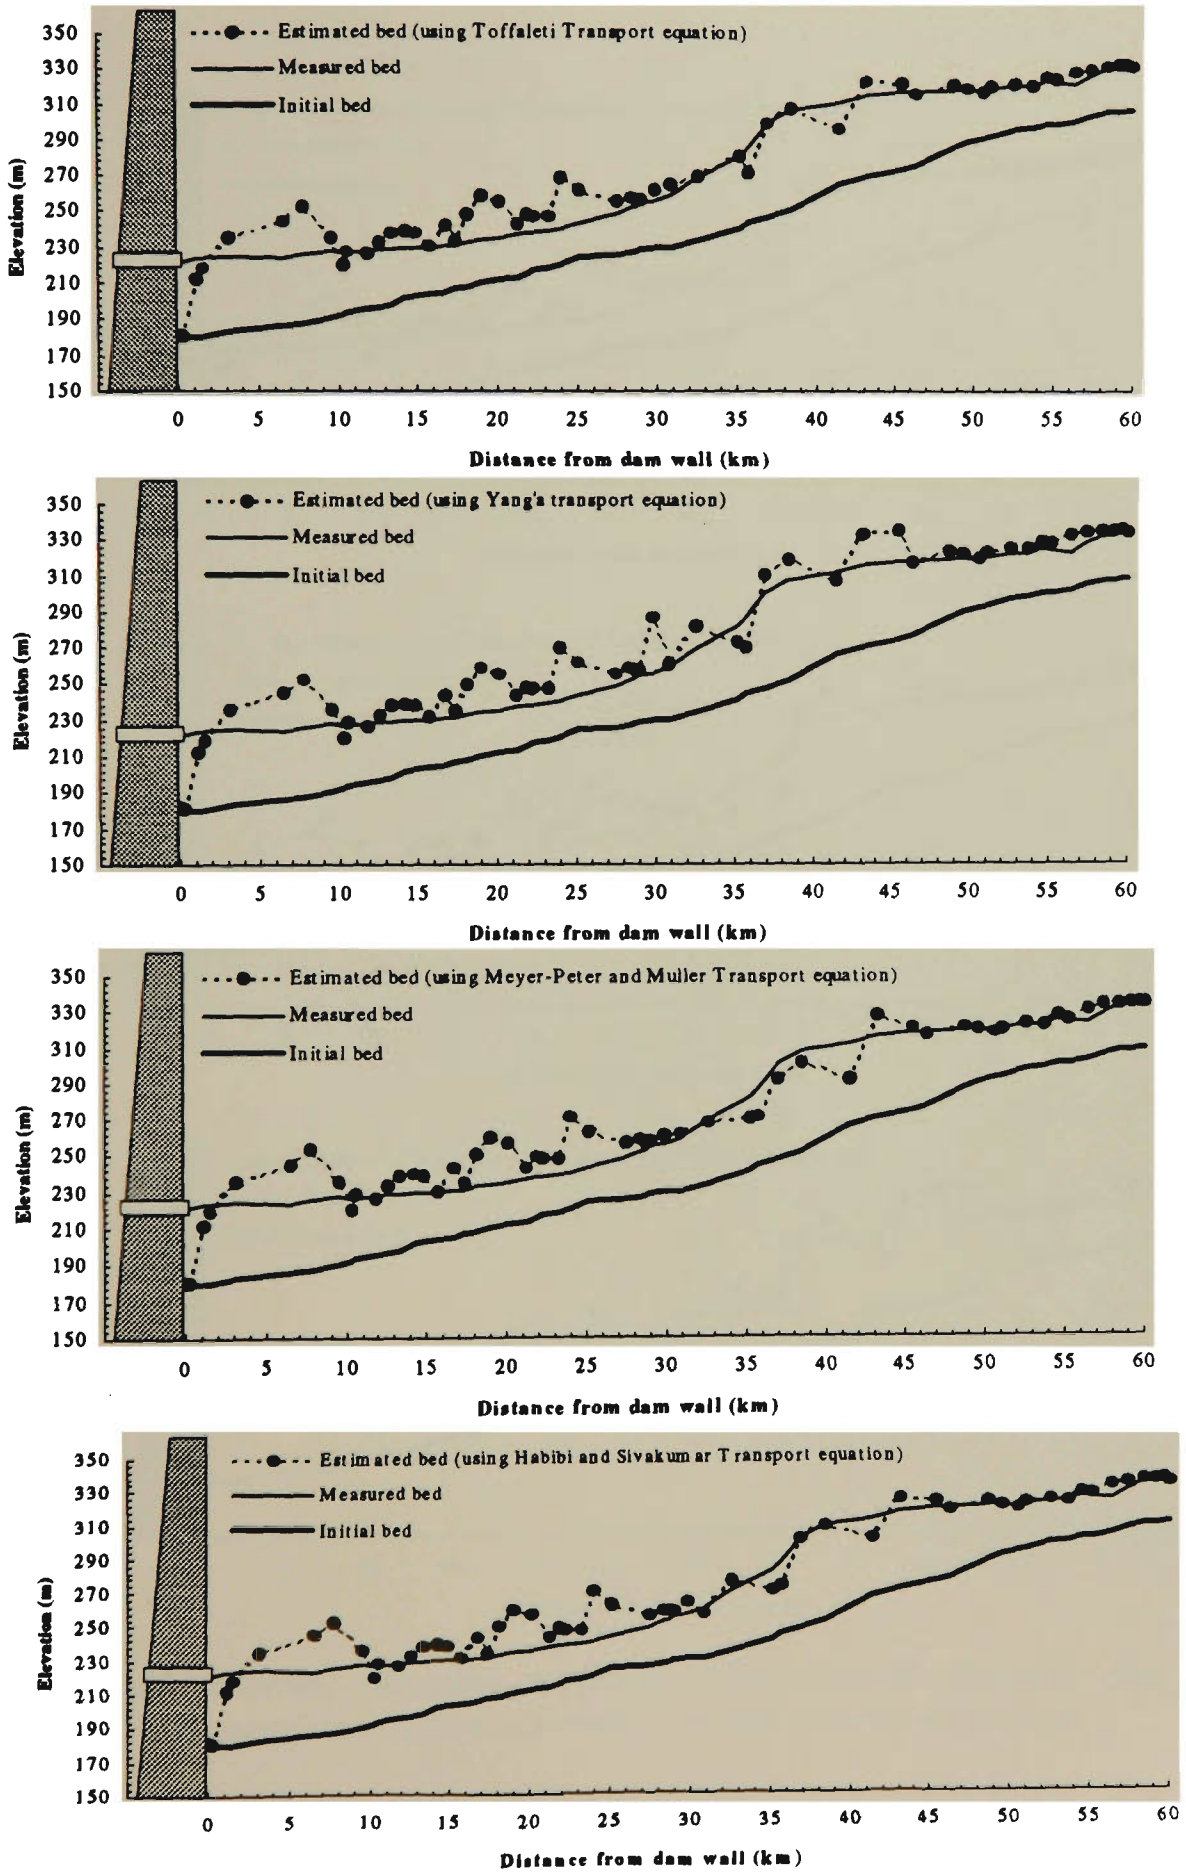 350
330
310
290
270
250
230
210
190
170
150
Elevation (m)
Estimated bed (using Toffaleti Transport equation)
Measured bed
Initial bed
0 5 10 15 20 25 30 35 40 45 50 55 60
Distance from dam wall (km)
350
330
310
290
270
250
230
210
190
170
150
Elevation (m)
Estimated bed (using Yang's transport equation)
Measured bed
Initial bed
0 5 10 15 20 25 30 35 40 45 50 55 60
Distance from dam wall (km)
350
330
310
290
270
250
230
210
190
170
150
Elevation (m)
Estimated bed (using Meyer-Peter and Muller Transport equation)
Measured bed
Initial bed
0 5 10 15 20 25 30 35 40 45 50 55 60
Distance from dam wall (km)
350
330
310
290
270
250
230
210
190
170
150
Elevation (m)
Estimated bed (using Habibi and Sivakumar Transport equation)
Measured bed
Initial bed
0 5 10 15 20 25 30 35 40 45 50 55 60
Distance from dam wall (km)